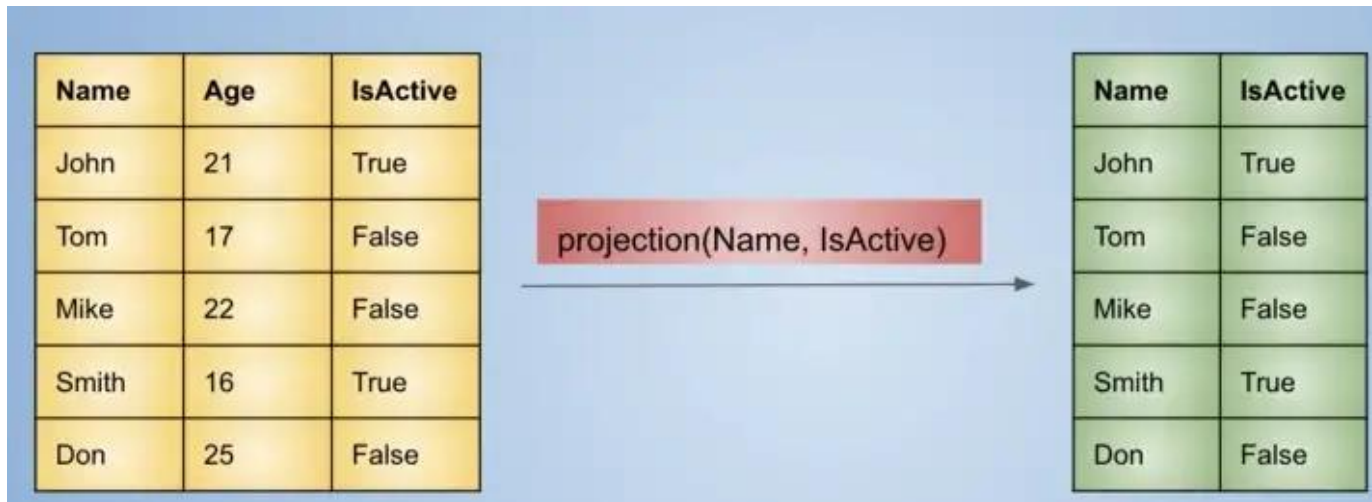 Name Age IsActive
John 21 True
Tom 17 False
Mike 22 False
Smith 16 True
Don 25 False
projection(Name, IsActive)
Name IsActive
John True
Tom False
Mike False
Smith True
Don False